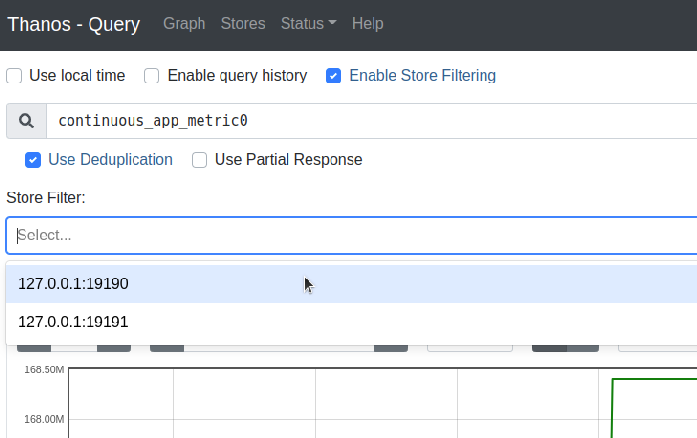 Thanos - Query Graph Stores Status Help
Use local time Enable query history Enable Store Filtering
continuous_app_metric0
Use Deduplication Use Partial Response
Store Filter:
Select...
127.0.0.1:19190
127.0.0.1:19191
168.50M
168.00M